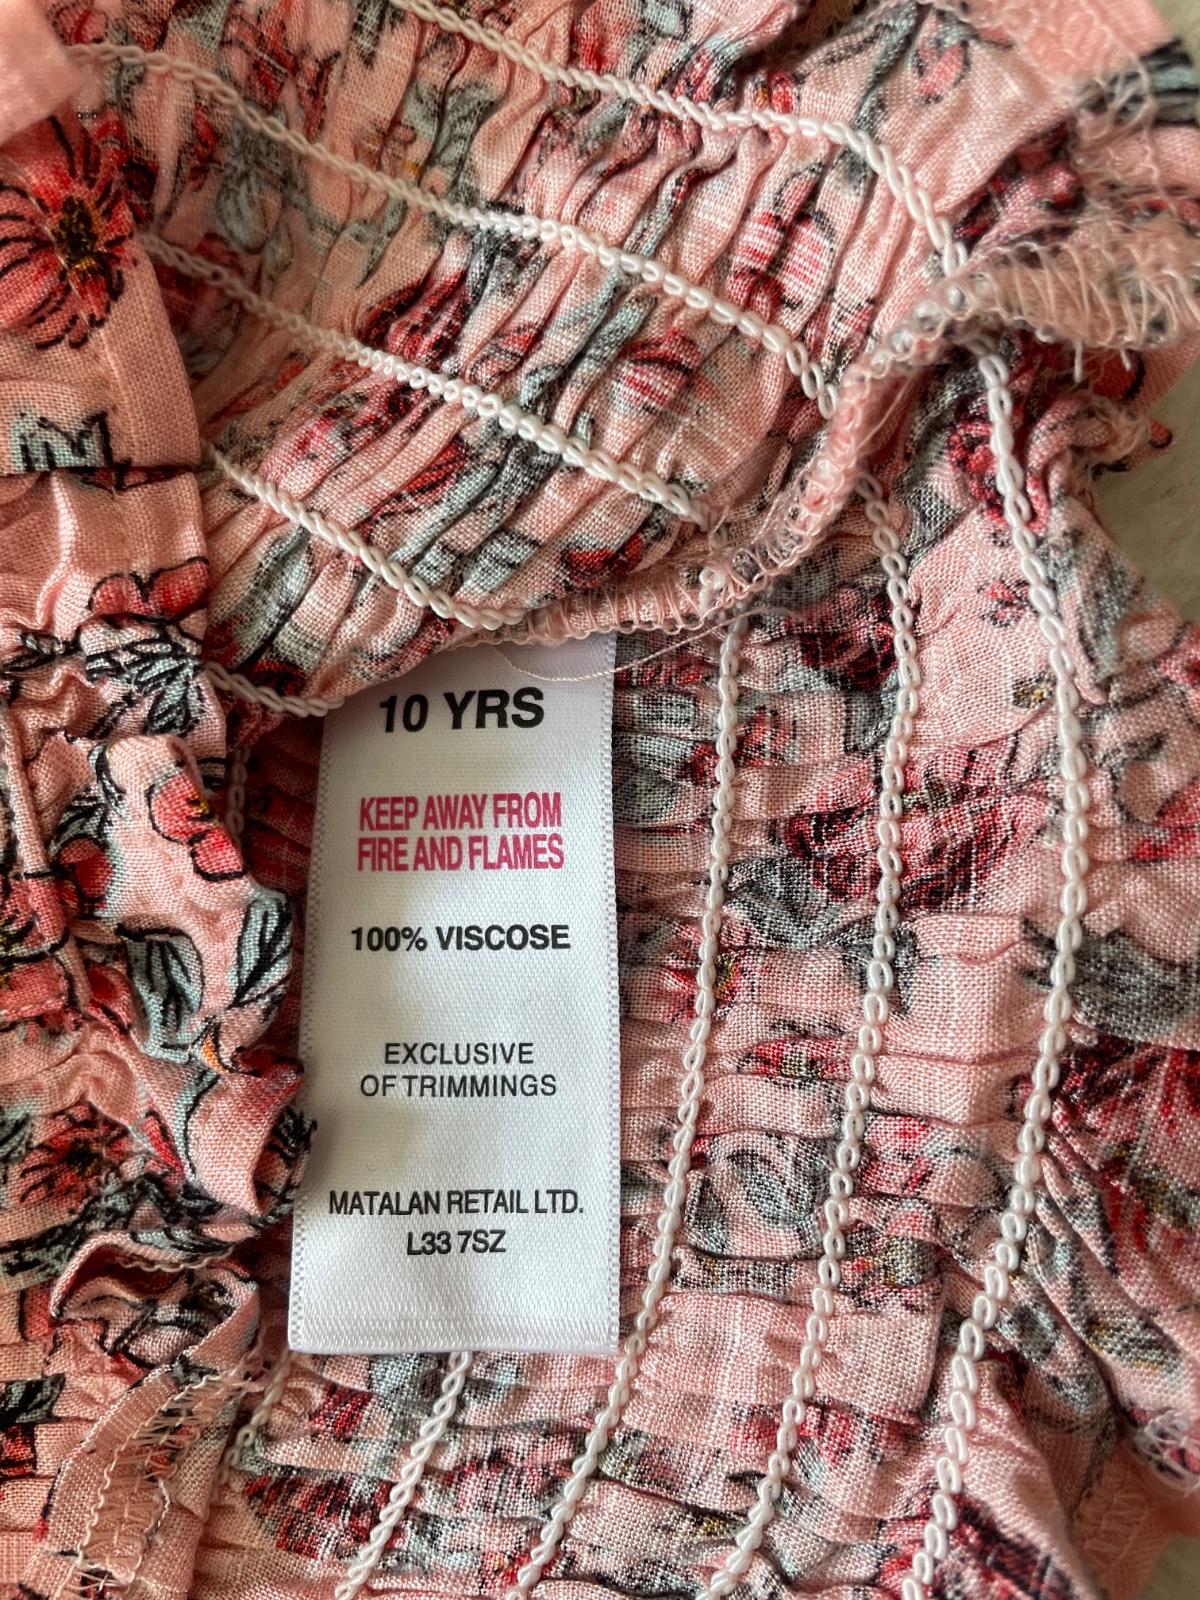 10 YRS
KEEP AWAY FROM
FIRE AND FLAMES
100% VISCOSE
EXCLUSIVE
OF TRIMMINGS
MATALAN RETAIL LTD.
L33 7SZ